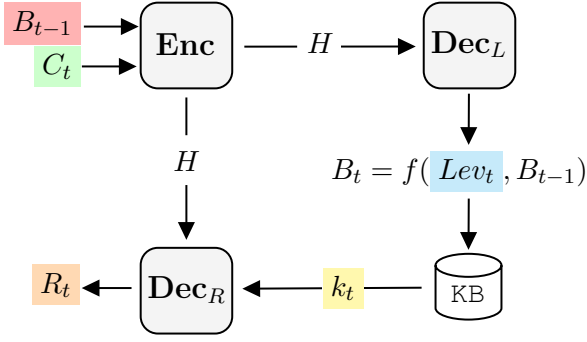 B_{t−1}
C_t
Enc
H
Dec_L
H
B_t = f( Lev_t , B_{t−1})
R_t
Dec_R
k_t
KB